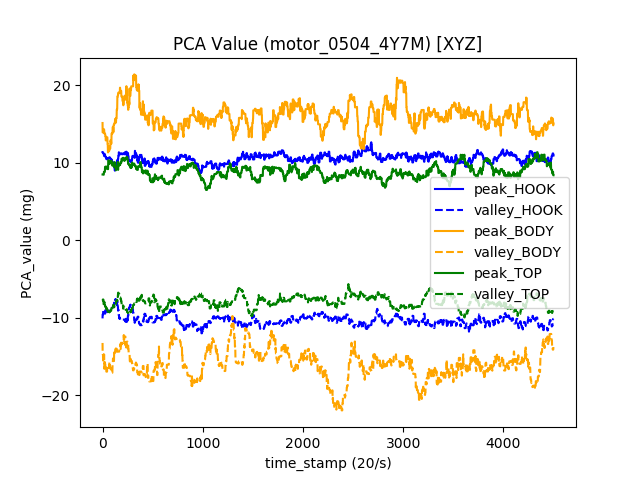 PCA Value (motor_0504_4Y7M) [XYZ]
PCA_value (mg)
20
10
0
−10
−20
peak_HOOK
valley_HOOK
peak_BODY
valley_BODY
peak_TOP
valley_TOP
0
1000
2000
3000
4000
time_stamp (20/s)